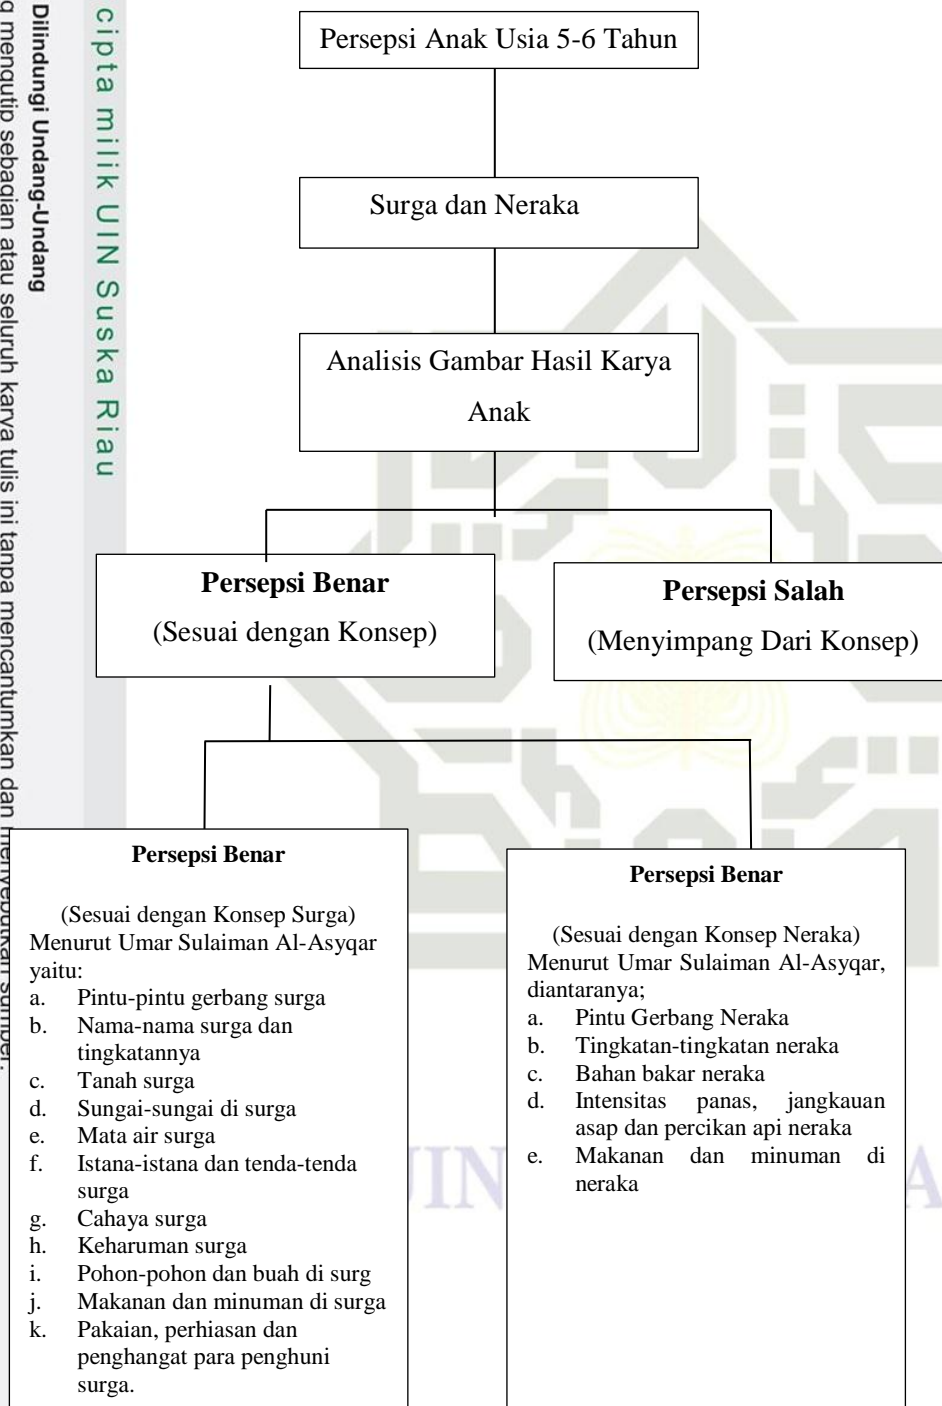 cipta milik UIN Suska Riau
Dilindungi Undang-Undang
mengutip sebagian atau seluruh karya tulis ini tanpa mencantumkan dan menyebutkan sumber.
Persepsi Anak Usia 5-6 Tahun
Surga dan Neraka
Analisis Gambar Hasil Karya
Anak
Persepsi Benar
(Sesuai dengan Konsep)
Persepsi Salah
(Menyimpang Dari Konsep)
Persepsi Benar
(Sesuai dengan Konsep Surga)
Menurut Umar Sulaiman Al-Asyqar
yaitu:
a. Pintu-pintu gerbang surga
b. Nama-nama surga dan
tingkatannya
c. Tanah surga
d. Sungai-sungai di surga
e. Mata air surga
f. Istana-istana dan tenda-tenda
surga
g. Cahaya surga
h. Keharuman surga
i. Pohon-pohon dan buah di surg
j. Makanan dan minuman di surga
k. Pakaian, perhiasan dan
penghangat para penghuni
surga.
Persepsi Benar
(Sesuai dengan Konsep Neraka)
Menurut Umar Sulaiman Al-Asyqar,
diantaranya;
a. Pintu Gerbang Neraka
b. Tingkatan-tingkatan neraka
c. Bahan bakar neraka
d. Intensitas panas, jangkauan
asap dan percikan api neraka
e. Makanan dan minuman di
neraka